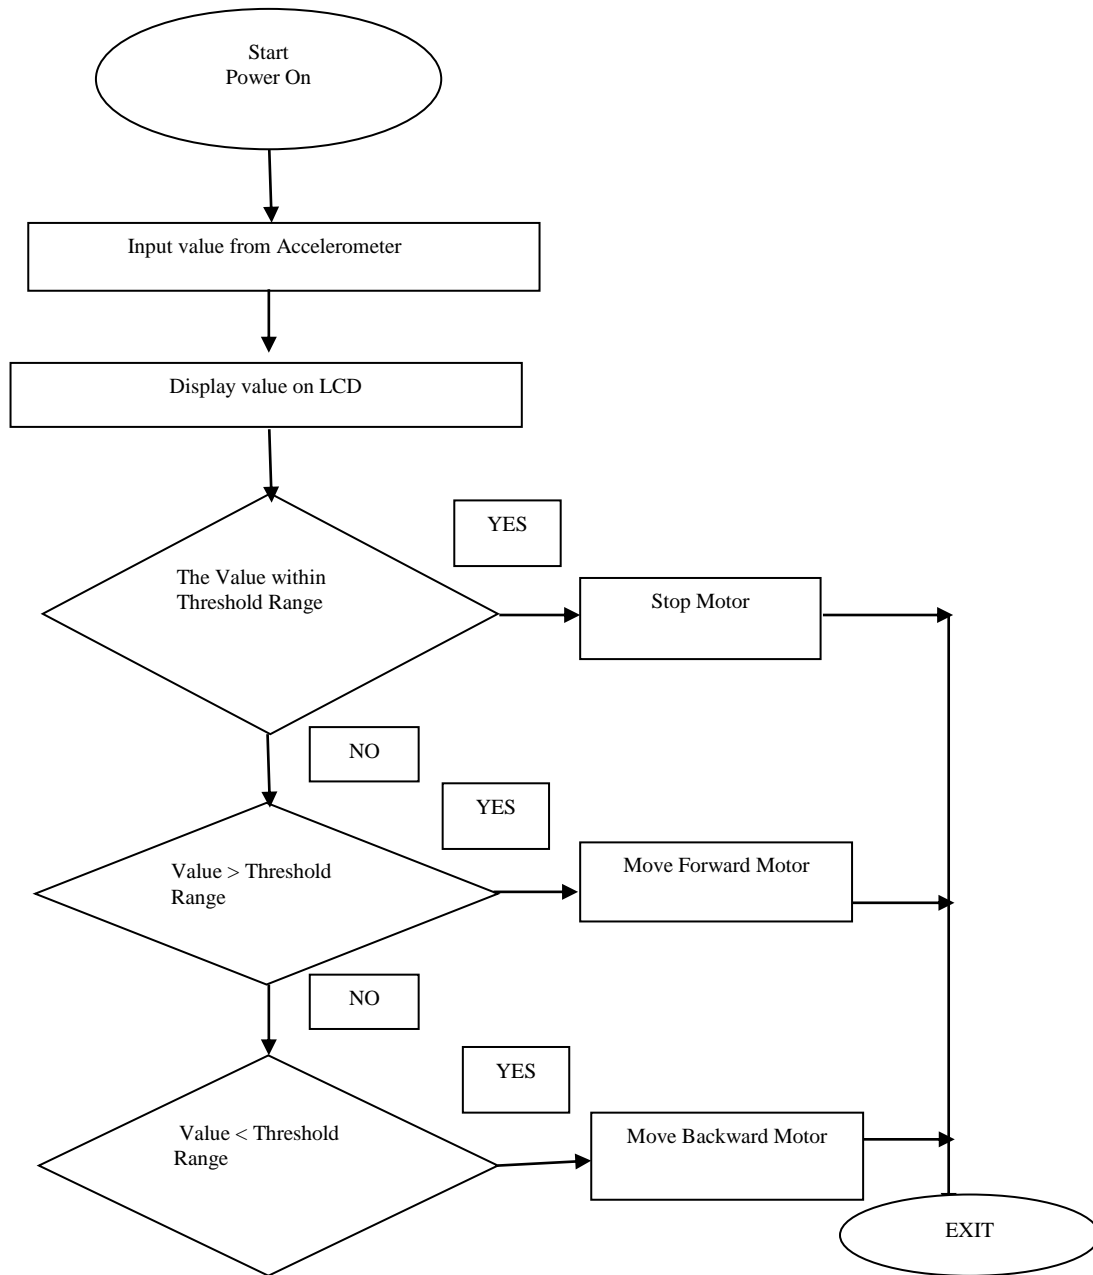 Start
Power On
Input value from Accelerometer
Display value on LCD
YES
The Value within
Threshold Range
Stop Motor
NO
YES
Value > Threshold
Range
Move Forward Motor
NO
YES
Value < Threshold
Range
Move Backward Motor
EXIT